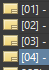 [01] -
[02] -
[03] -
[04] -